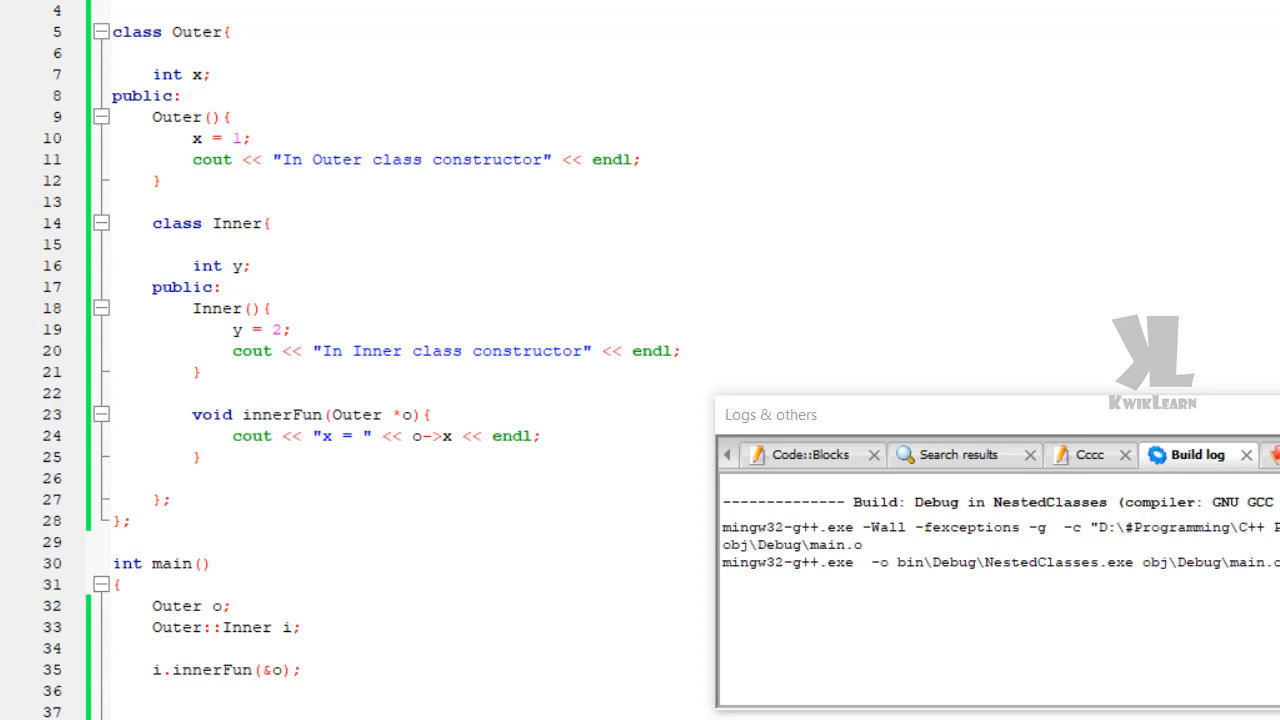 4
5 class Outer{
6
7 int x;
8 public:
9 Outer(){
10 x = 1;
11 cout << "In Outer class constructor" << endl;
12 }
13
14 class Inner{
15
16 int y;
17 public:
18 Inner(){
19 y = 2;
20 cout << "In Inner class constructor" << endl;
21 }
22
23 void innerFun(Outer *o){
24 cout << "x = " << o->x << endl;
25 }
26
27 };
28 };
29
30 int main()
31 {
32 Outer o;
33 Outer::Inner i;
34
35 i.innerFun(&o);
36
37
KL
KWIKLEARN
Logs & others
Code::Blocks Search results Cccc Build log
-------------- Build: Debug in NestedClasses (compiler: GNU GCC
mingw32-g++.exe -Wall -fexceptions -g -c "D:\#Programming\C++ P
obj\Debug\main.o
mingw32-g++.exe -o bin\Debug\NestedClasses.exe obj\Debug\main.o